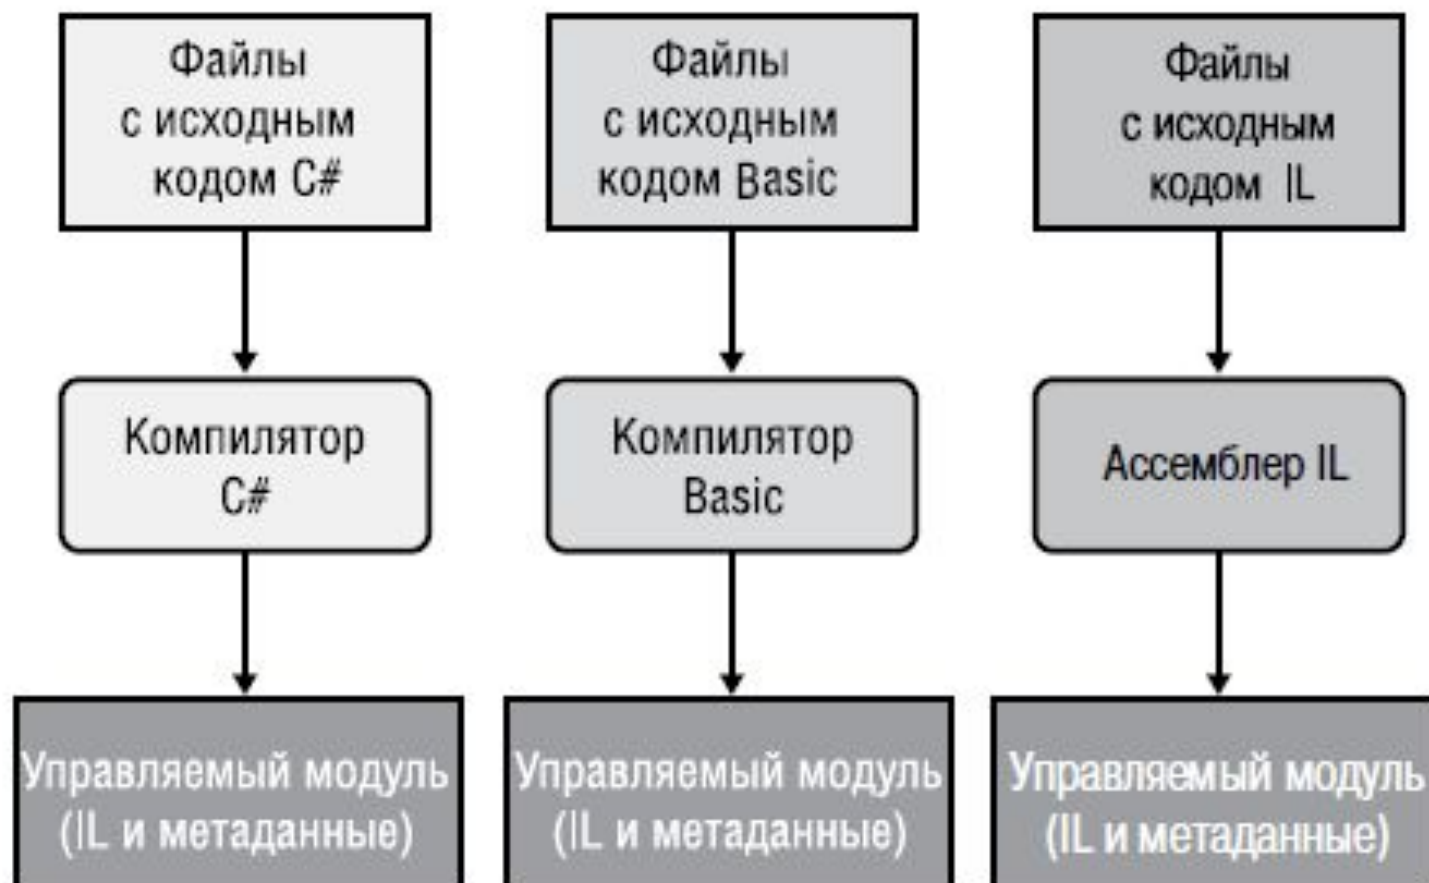 Файлы
с исходным
кодом C#
Файлы
с исходным
кодом Basic
Файлы
с исходным
кодом IL
Компилятор
C#
Компилятор
Basic
Ассемблер IL
Управляемый модуль
(IL и метаданные)
Управляемый модуль
(IL и метаданные)
Управляемый модуль
(IL и метаданные)